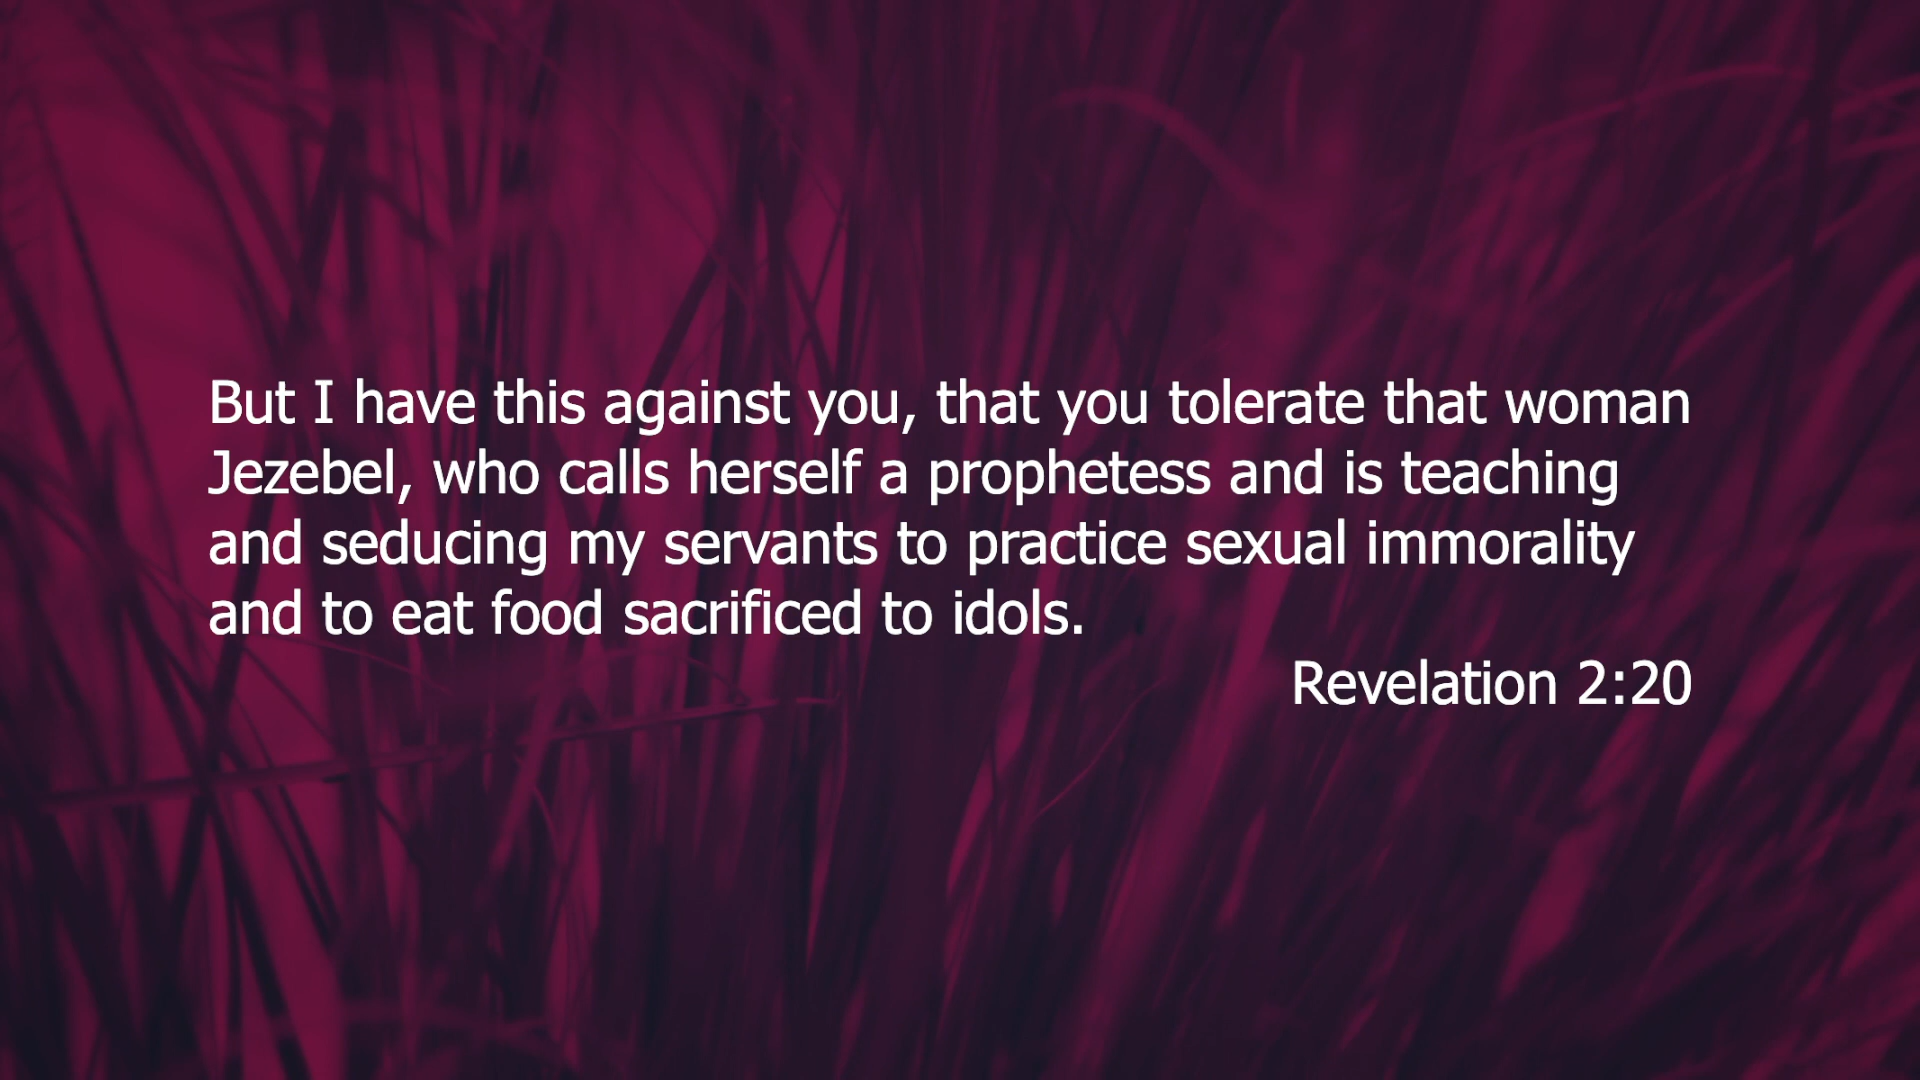 But I have this against you, that you tolerate that woman
Jezebel, who calls herself a prophetess and is teaching
and seducing my servants to practice sexual immorality
and to eat food sacrificed to idols.
Revelation 2:20